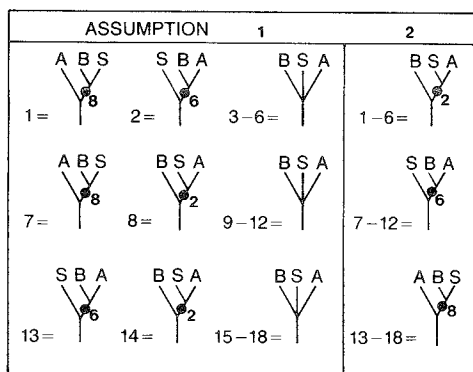 ASSUMPTION 1 2
A B S S B A B S A B S A
8 6 2
1= 2= 3-6= 1-6=
A B S B S A B S A S B A
8 2 6
7= 8= 9-12= 7-12=
S B A B S A B S A A B S
6 2 8
13= 14= 15-18= 13-18=